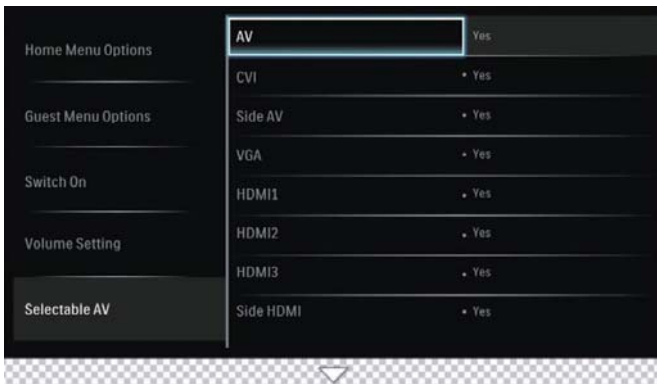 Home Menu Options
Guest Menu Options
Switch On
Volume Setting
Selectable AV
AV Yes
CVI • Yes
Side AV • Yes
VGA • Yes
HDMI1 • Yes
HDMI2 • Yes
HDMI3 • Yes
Side HDMI • Yes